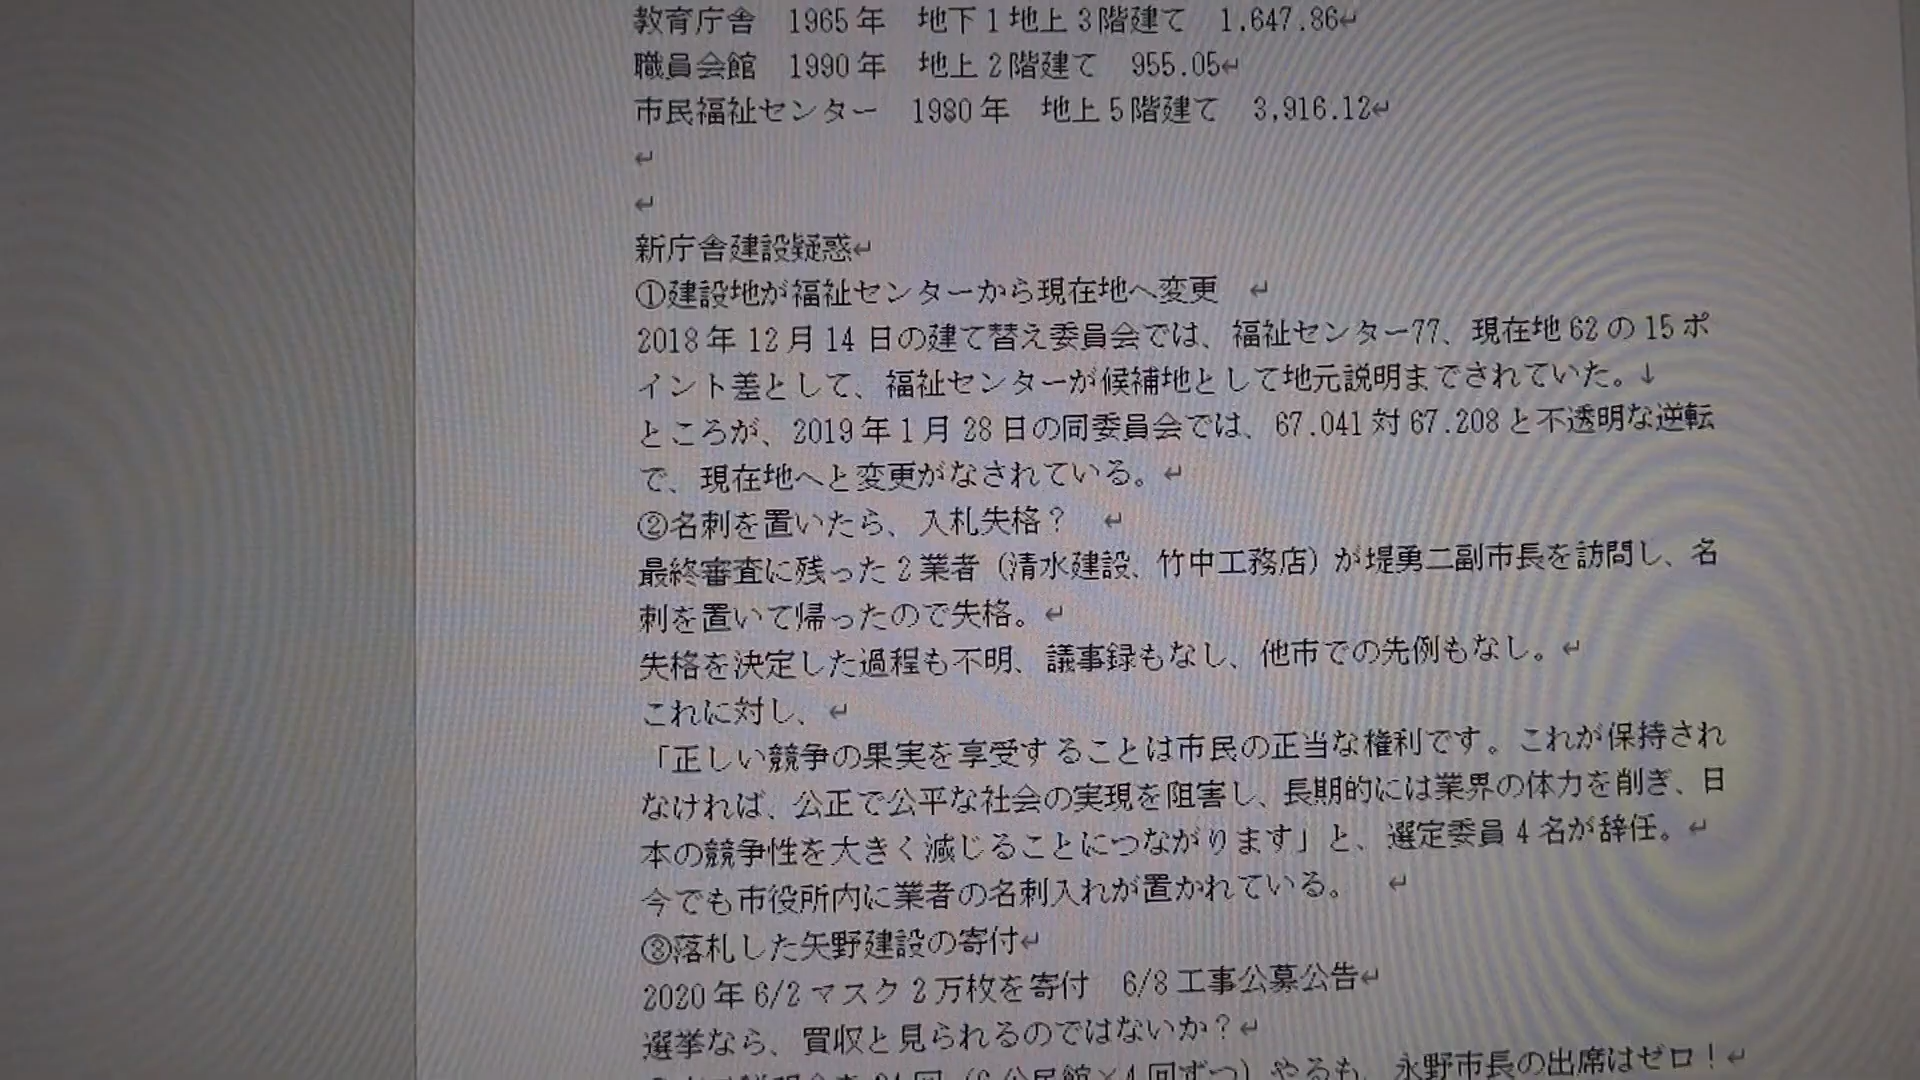 教育庁舎　1965年　地下1地上3階建て　1.647.86↵
職員会館　1990年　地上2階建て　955.05↵
市民福祉センター　1980年　地上5階建て　3,916.12↵
↵
↵
新庁舎建設疑惑↵
①建設地が福祉センターから現在地へ変更　↵
2018年12月14日の建て替え委員会では、福祉センター77、現在地62の15ポ
イント差として、福祉センターが候補地として地元説明までされていた。↓
ところが、2019年1月28日の同委員会では、67.041対67.208と不透明な逆転
で、現在地へと変更がなされている。↵
②名刺を置いたら、入札失格？　↵
最終審査に残った2業者（清水建設、竹中工務店）が堤勇二副市長を訪問し、名
刺を置いて帰ったので失格。↵
失格を決定した過程も不明、議事録もなし、他市での先例もなし。↵
これに対し、↵
「正しい競争の果実を享受することは市民の正当な権利です。これが保持され
なければ、公正で公平な社会の実現を阻害し、長期的には業界の体力を削ぎ、日
本の競争性を大きく減じることにつながります」と、選定委員4名が辞任。↵
今でも市役所内に業者の名刺入れが置かれている。　↵
③落札した矢野建設の寄付↵
2020年6/2マスク2万枚を寄付　6/8工事公募公告↵
選挙なら、買収と見られるのではないか？↵
回（6公民館×4回ずつ）やるも、永野市長の出席はゼロ！↵